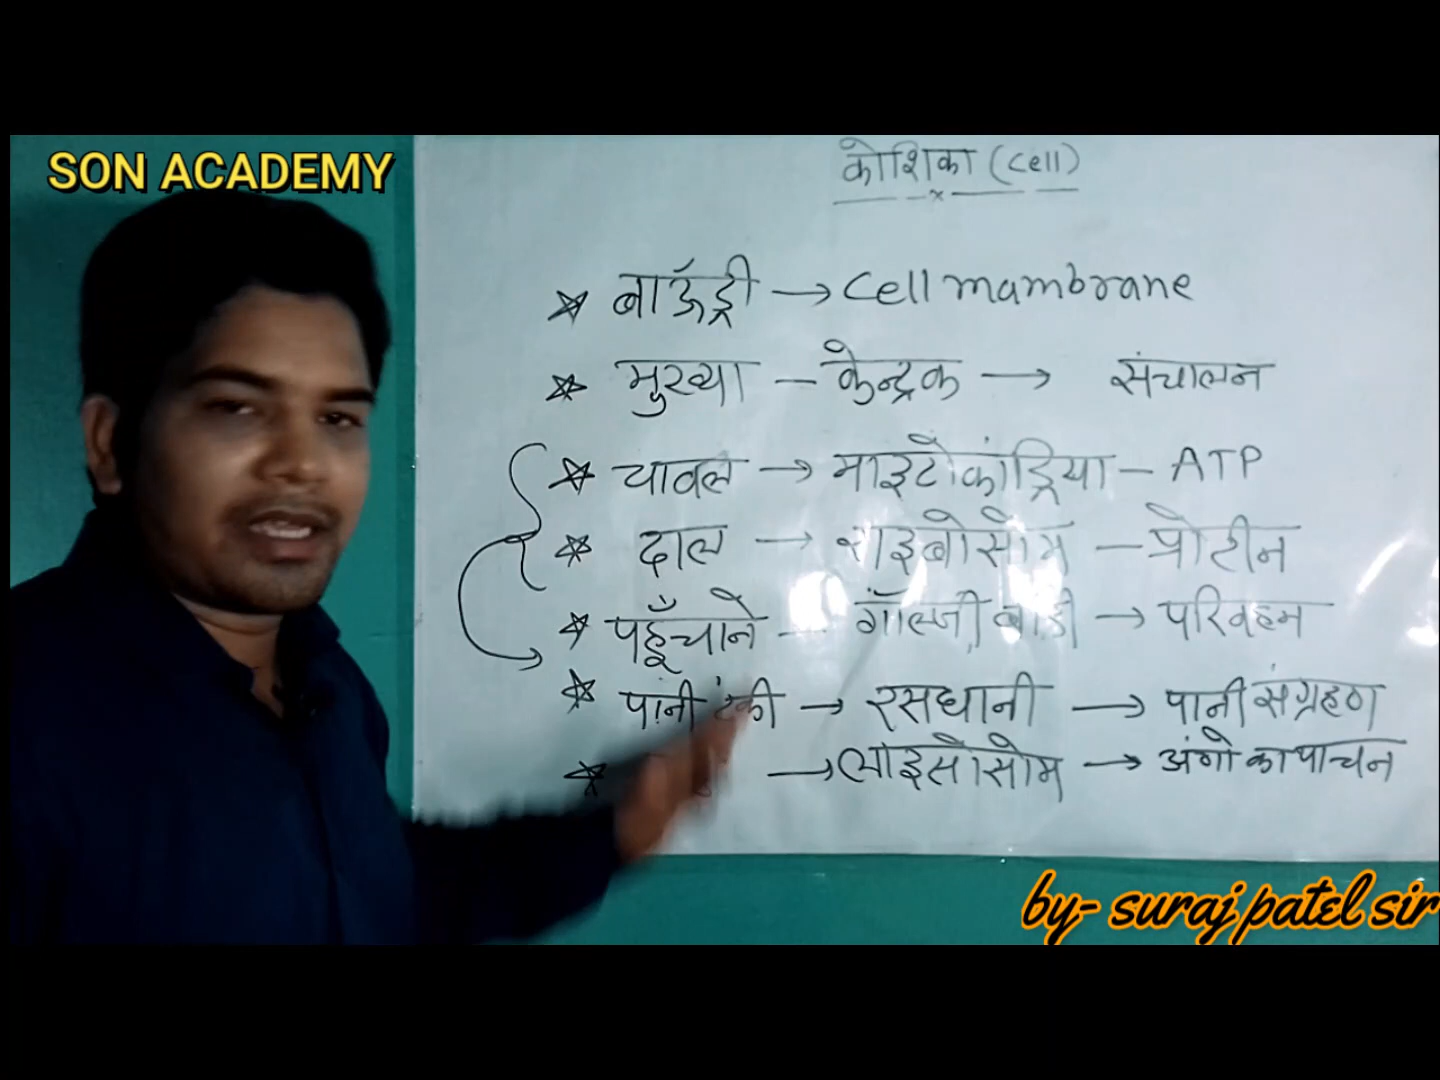 SON ACADEMY
कोशिका (cell)
बाऊँड्री → Cell mambrane
मुख्या – केन्द्रक → संचालन
चावल → माइटोकांड्रिया – ATP
दाल → राइबोसोम – प्रोटीन
पहूँचाने – गॉल्जी बाडी → परिवहन
पानी टंकी → रसधानी → पानी संग्रहण
→ लाइसोसोम → अंगो का पाचन
by- suraj patel sir